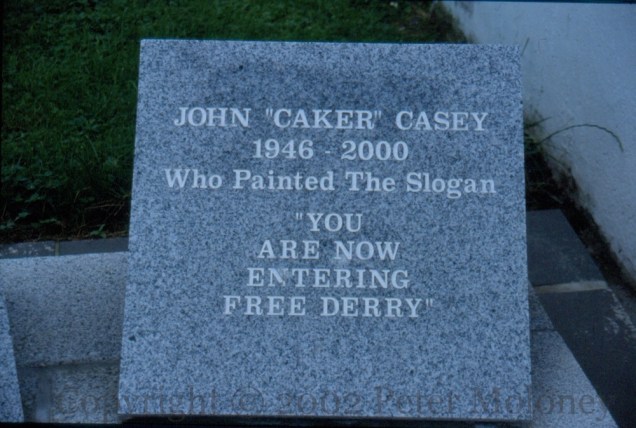 JOHN "CAKER" CASEY
1946 - 2000
Who Painted The Slogan
"YOU
ARE NOW
ENTERING
FREE DERRY"
Copyright © 2002 Peter Moloney